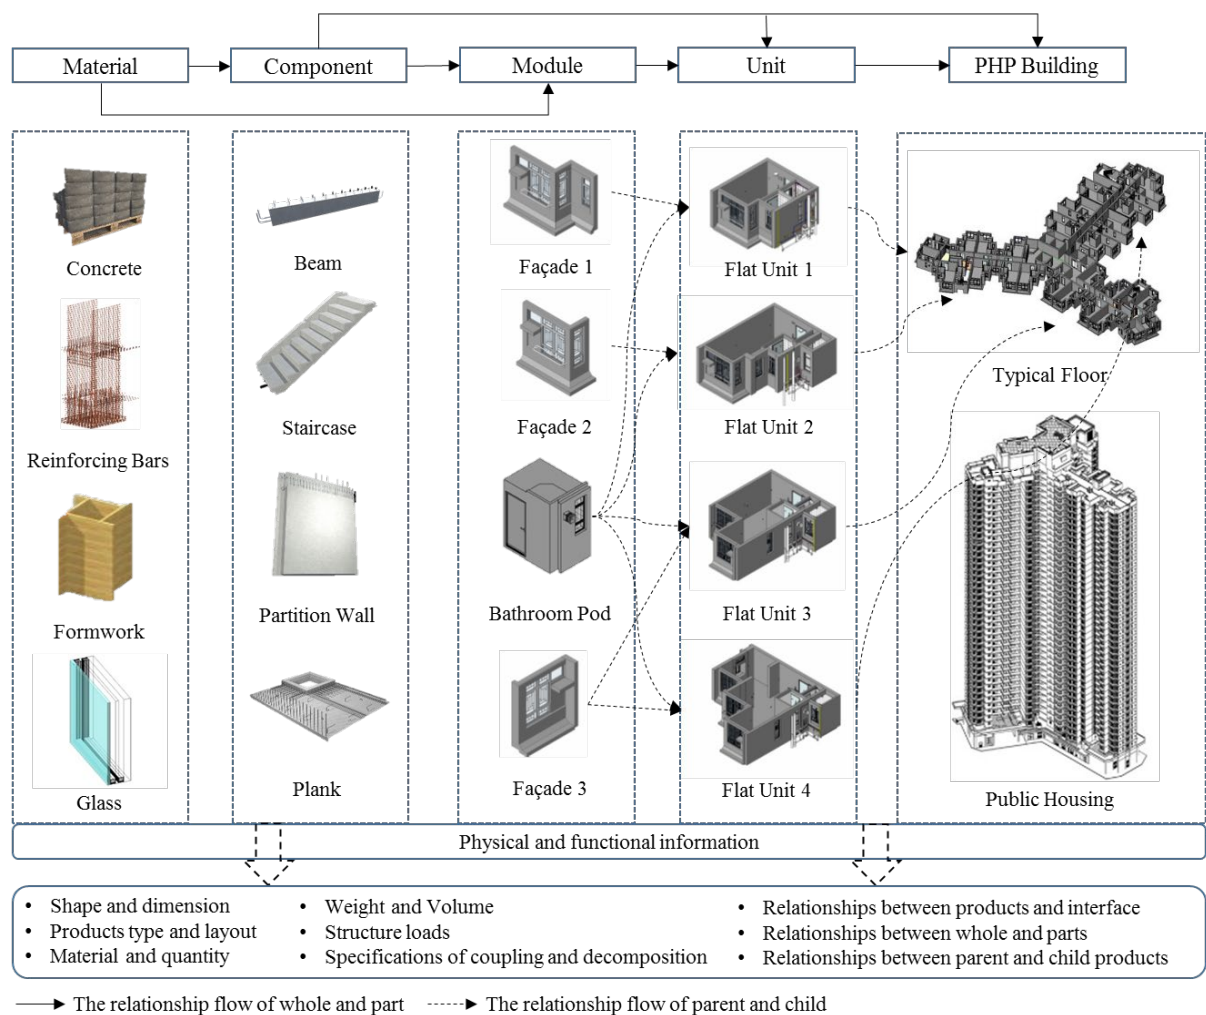 Material
Component
Module
Unit
PHP Building
Concrete
Reinforcing Bars
Formwork
Glass
Beam
Staircase
Partition Wall
Plank
Façade 1
Façade 2
Bathroom Pod
Façade 3
Flat Unit 1
Flat Unit 2
Flat Unit 3
Flat Unit 4
Typical Floor
Public Housing
Physical and functional information
• Shape and dimension
• Products type and layout
• Material and quantity
• Weight and Volume
• Structure loads
• Specifications of coupling and decomposition
• Relationships between products and interface
• Relationships between whole and parts
• Relationships between parent and child products
The relationship flow of whole and part
The relationship flow of parent and child